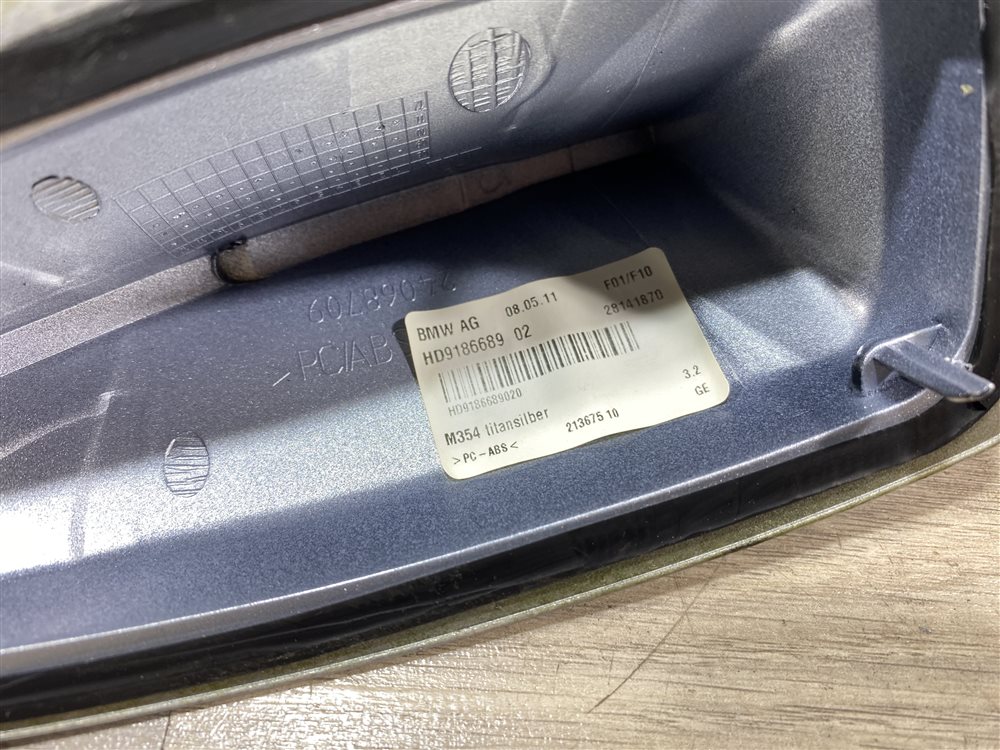 BMW AG 08.05.11 F01/F10
HD9186689 02 28141870
HD9186689020
M354 titansilber 3.2
>PC-ABS< 213675 10 GE
>PC/AB